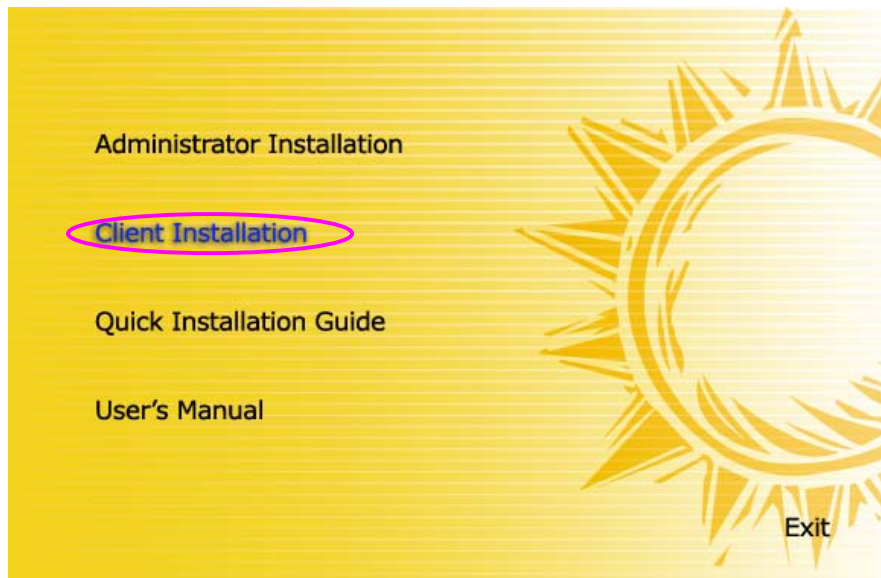 Administrator Installation
Client Installation
Quick Installation Guide
User's Manual
Exit